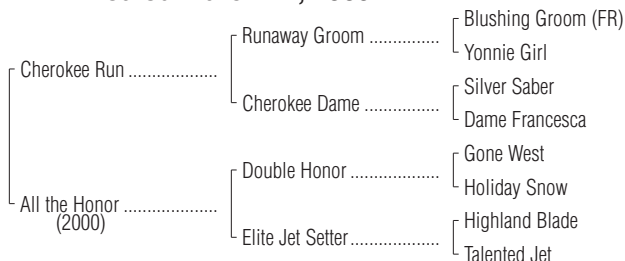 Runaway Groom ................
Blushing Groom (FR)
Yonnie Girl
Cherokee Run ....................
Cherokee Dame .................
Silver Saber
Dame Francesca
Double Honor ....................
Gone West
Holiday Snow
All the Honor .....................
(2000)
Elite Jet Setter....................
Highland Blade
Talented Jet